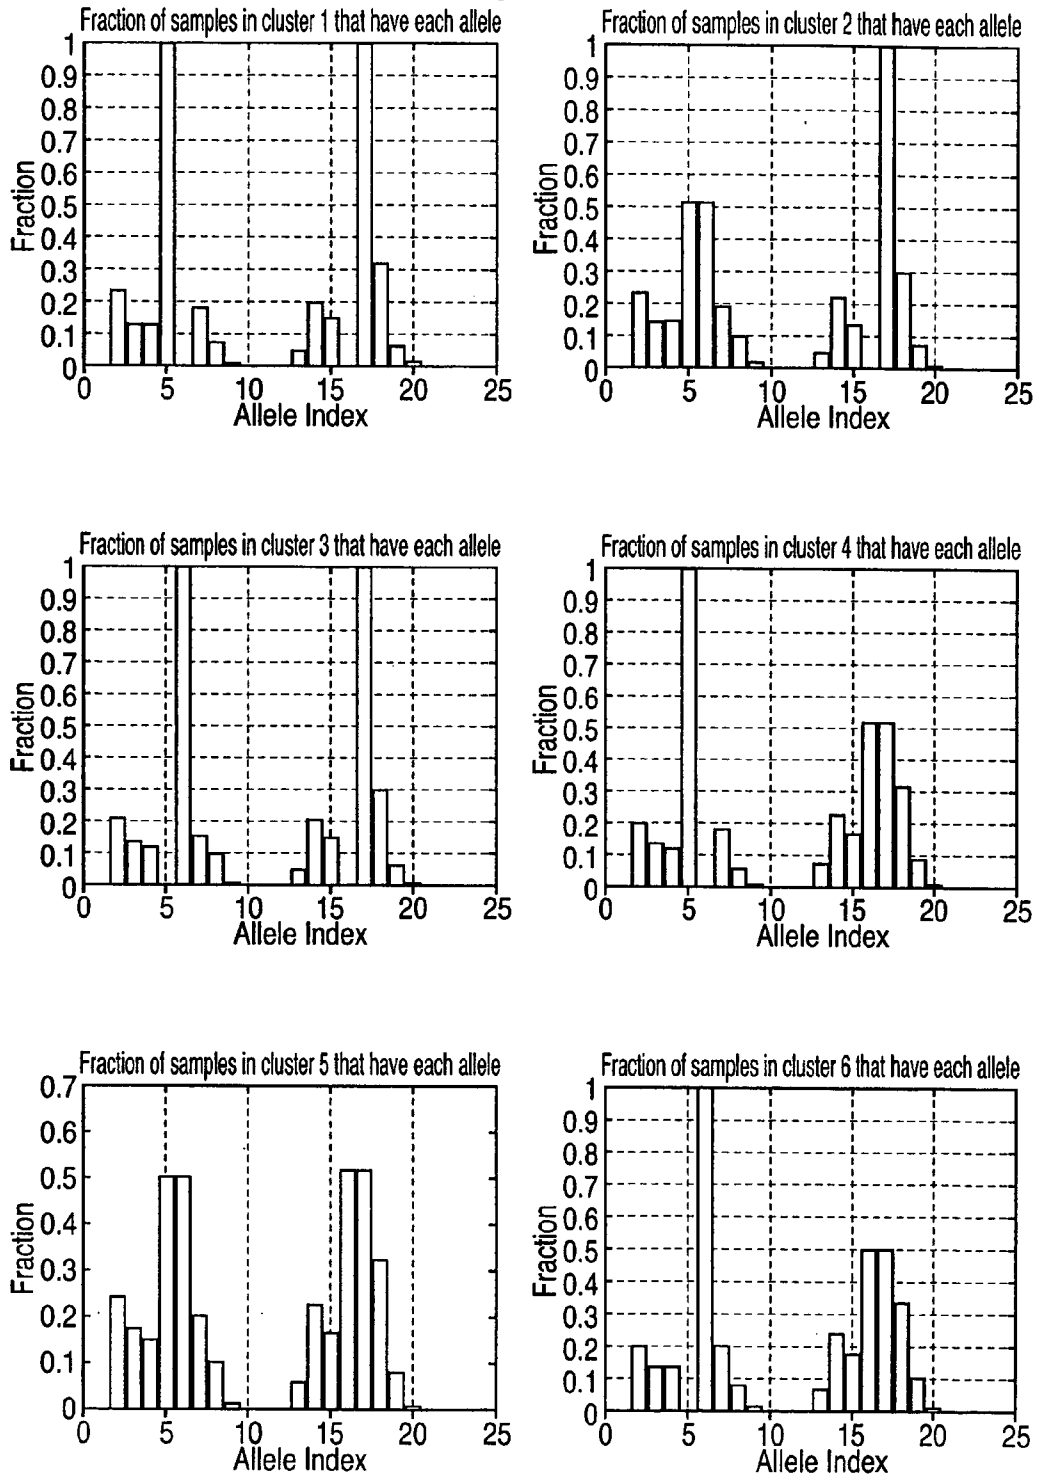 Fraction of samples in cluster 1 that have each allele
1
0.9
0.8
0.7
0.6
0.5
0.4
0.3
0.2
0.1
0
Fraction
0 5 10 15 20 25
Allele Index
Fraction of samples in cluster 2 that have each allele
1
0.9
0.8
0.7
0.6
0.5
0.4
0.3
0.2
0.1
0
Fraction
0 5 10 15 20 25
Allele Index
Fraction of samples in cluster 3 that have each allele
1
0.9
0.8
0.7
0.6
0.5
0.4
0.3
0.2
0.1
0
Fraction
0 5 10 15 20 25
Allele Index
Fraction of samples in cluster 4 that have each allele
1
0.9
0.8
0.7
0.6
0.5
0.4
0.3
0.2
0.1
0
Fraction
0 5 10 15 20 25
Allele Index
Fraction of samples in cluster 5 that have each allele
0.7
0.6
0.5
0.4
0.3
0.2
0.1
0
Fraction
0 5 10 15 20 25
Allele Index
Fraction of samples in cluster 6 that have each allele
1
0.9
0.8
0.7
0.6
0.5
0.4
0.3
0.2
0.1
0
Fraction
0 5 10 15 20 25
Allele Index